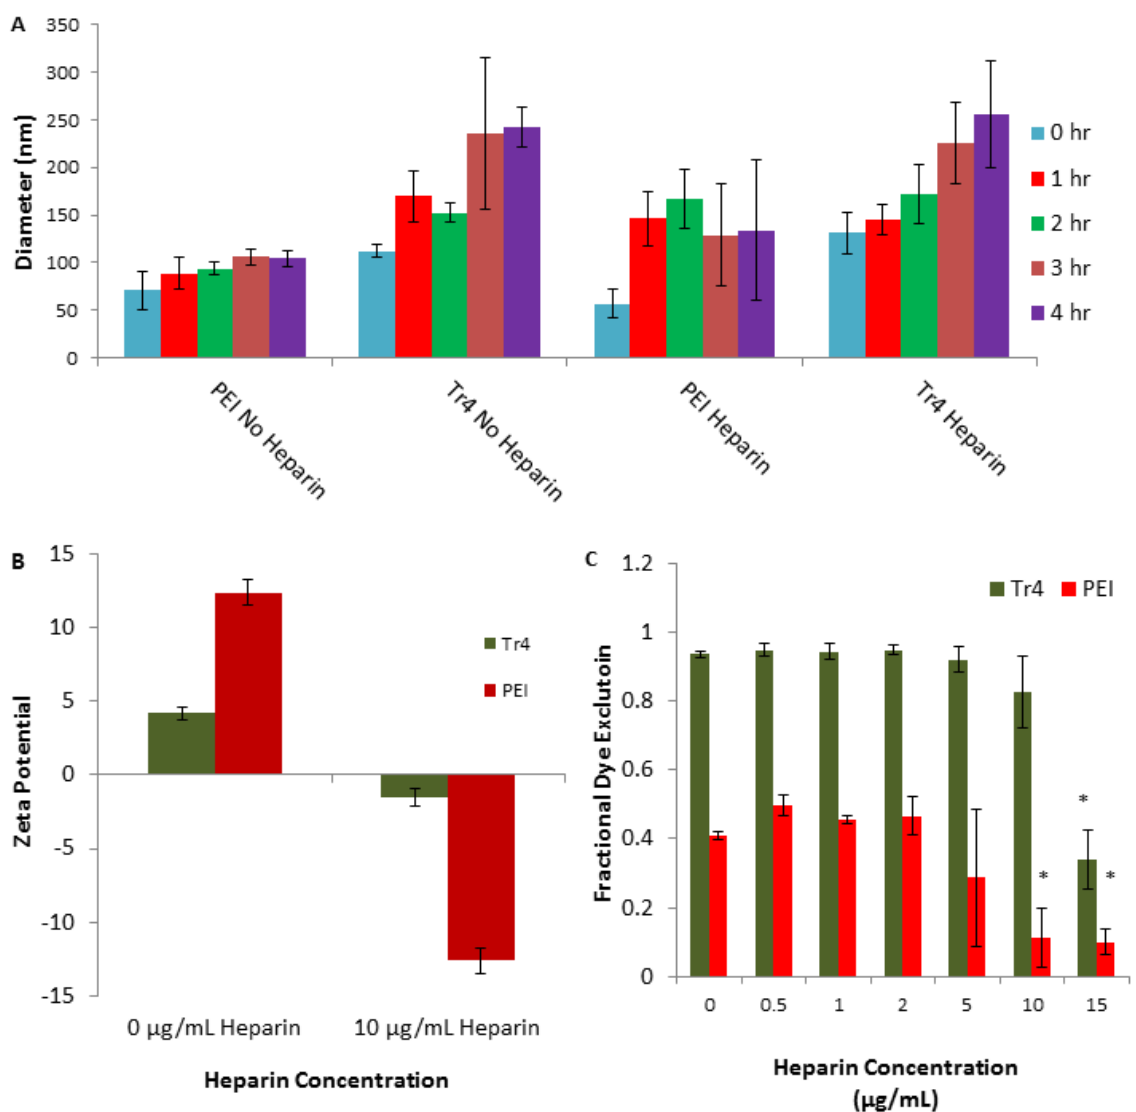 A
350
300
250
200
150
100
50
0
Diameter (nm)
PEI No Heparin
Tr4 No Heparin
PEI Heparin
Tr4 Heparin
0 hr
1 hr
2 hr
3 hr
4 hr
B
15
10
5
0
-5
-10
-15
Zeta Potential
Tr4
PEI
0 µg/mL Heparin
10 µg/mL Heparin
Heparin Concentration
C
1.2
1
0.8
0.6
0.4
0.2
0
Fractional Dye Exclutoin
Tr4
PEI
*
*
*
0
0.5
1
2
5
10
15
Heparin Concentration
(µg/mL)